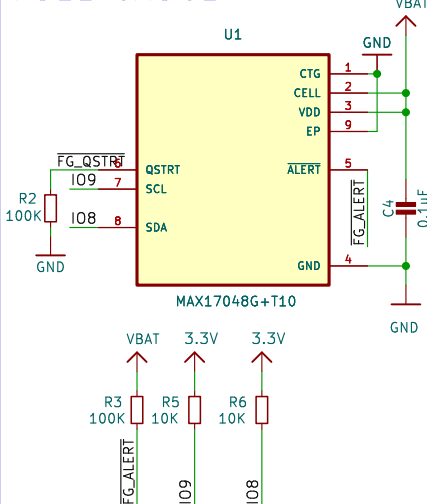 VBAT
U1
GND
CTG 1
CELL 2
VDD 3
EP 9
FG_QSTRT 6 QSTRT
ALERT 5
IO9 7 SCL
R2
100K
IO8 8 SDA
FG_ALERT
C4
0.1uF
GND
GND 4
MAX17048G+T10
GND
VBAT 3.3V 3.3V
R3 R5 R6
100K 10K 10K
FG_ALERT IO9 IO8